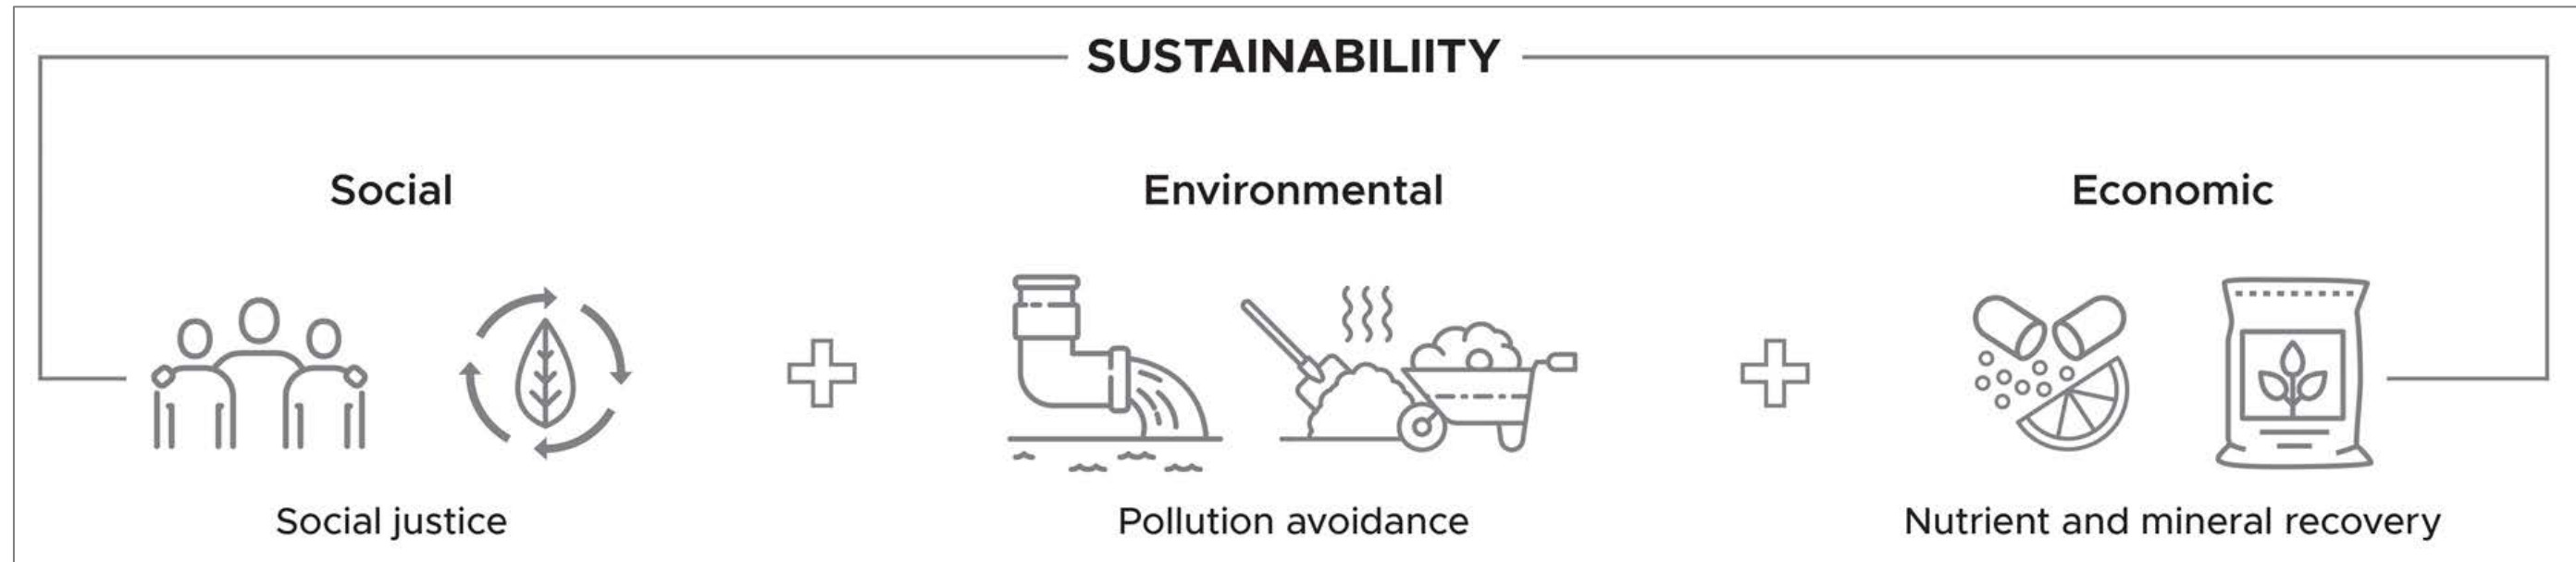 SUSTAINABILIITY
Social
Environmental
Economic
Social justice
Pollution avoidance
Nutrient and mineral recovery